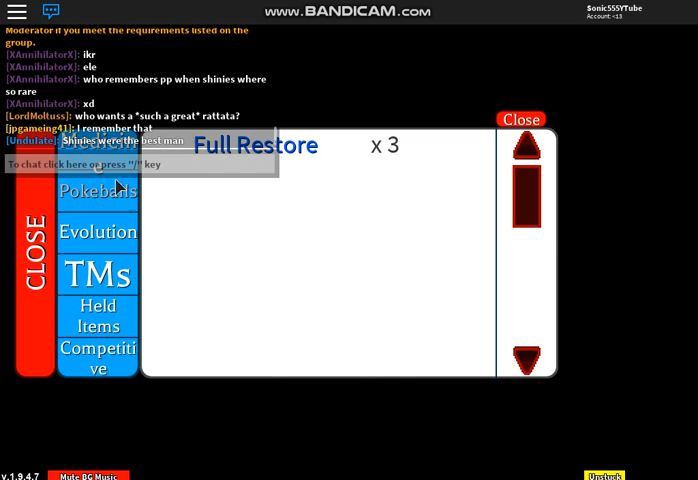 www.BANDICAM.com
Sonic555YTube
Account: <13
Moderator if you meet the requirements listed on the
group.
[XAnnihilatorX]: ikr
[XAnnihilatorX]: ele
[XAnnihilatorX]: who remembers pp when shinies where
so rare
[XAnnihilatorX]: xd
[LordMoltuss]: who wants a *such a great* rattata?
[jpgameing41]: I remember that
[Undulate]: Shinies were the best man
To chat click here or press "/" key
Close
Full Restore x 3
CLOSE
Medicin
e
Pokeballs
Evolution
TMs
Held
Items
Competiti
ve
v.1.9.4.7
Mute BG Music
Unstuck